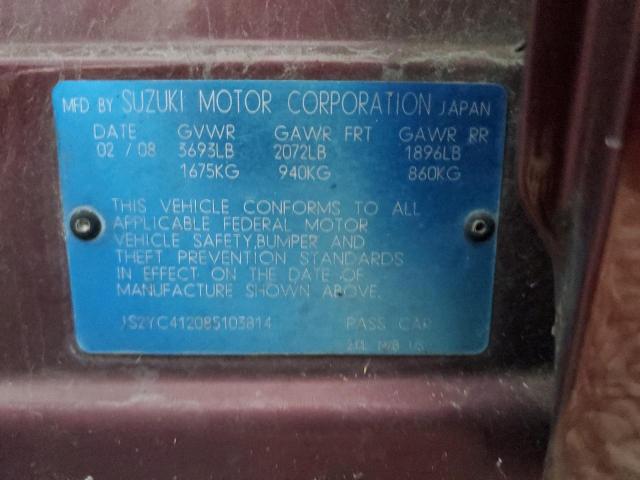 MFD BY SUZUKI MOTOR CORPORATION JAPAN
DATE GVWR GAWR FRT GAWR RR
02 / 08 3693LB 2072LB 1896LB
1675KG 940KG 860KG
THIS VEHICLE CONFORMS TO ALL
APPLICABLE FEDERAL MOTOR
VEHICLE SAFETY,BUMPER AND
THEFT PREVENTION STANDARDS
IN EFFECT ON THE DATE OF
MANUFACTURE SHOWN ABOVE.
JS2YC412085103814 PASS CAR
US